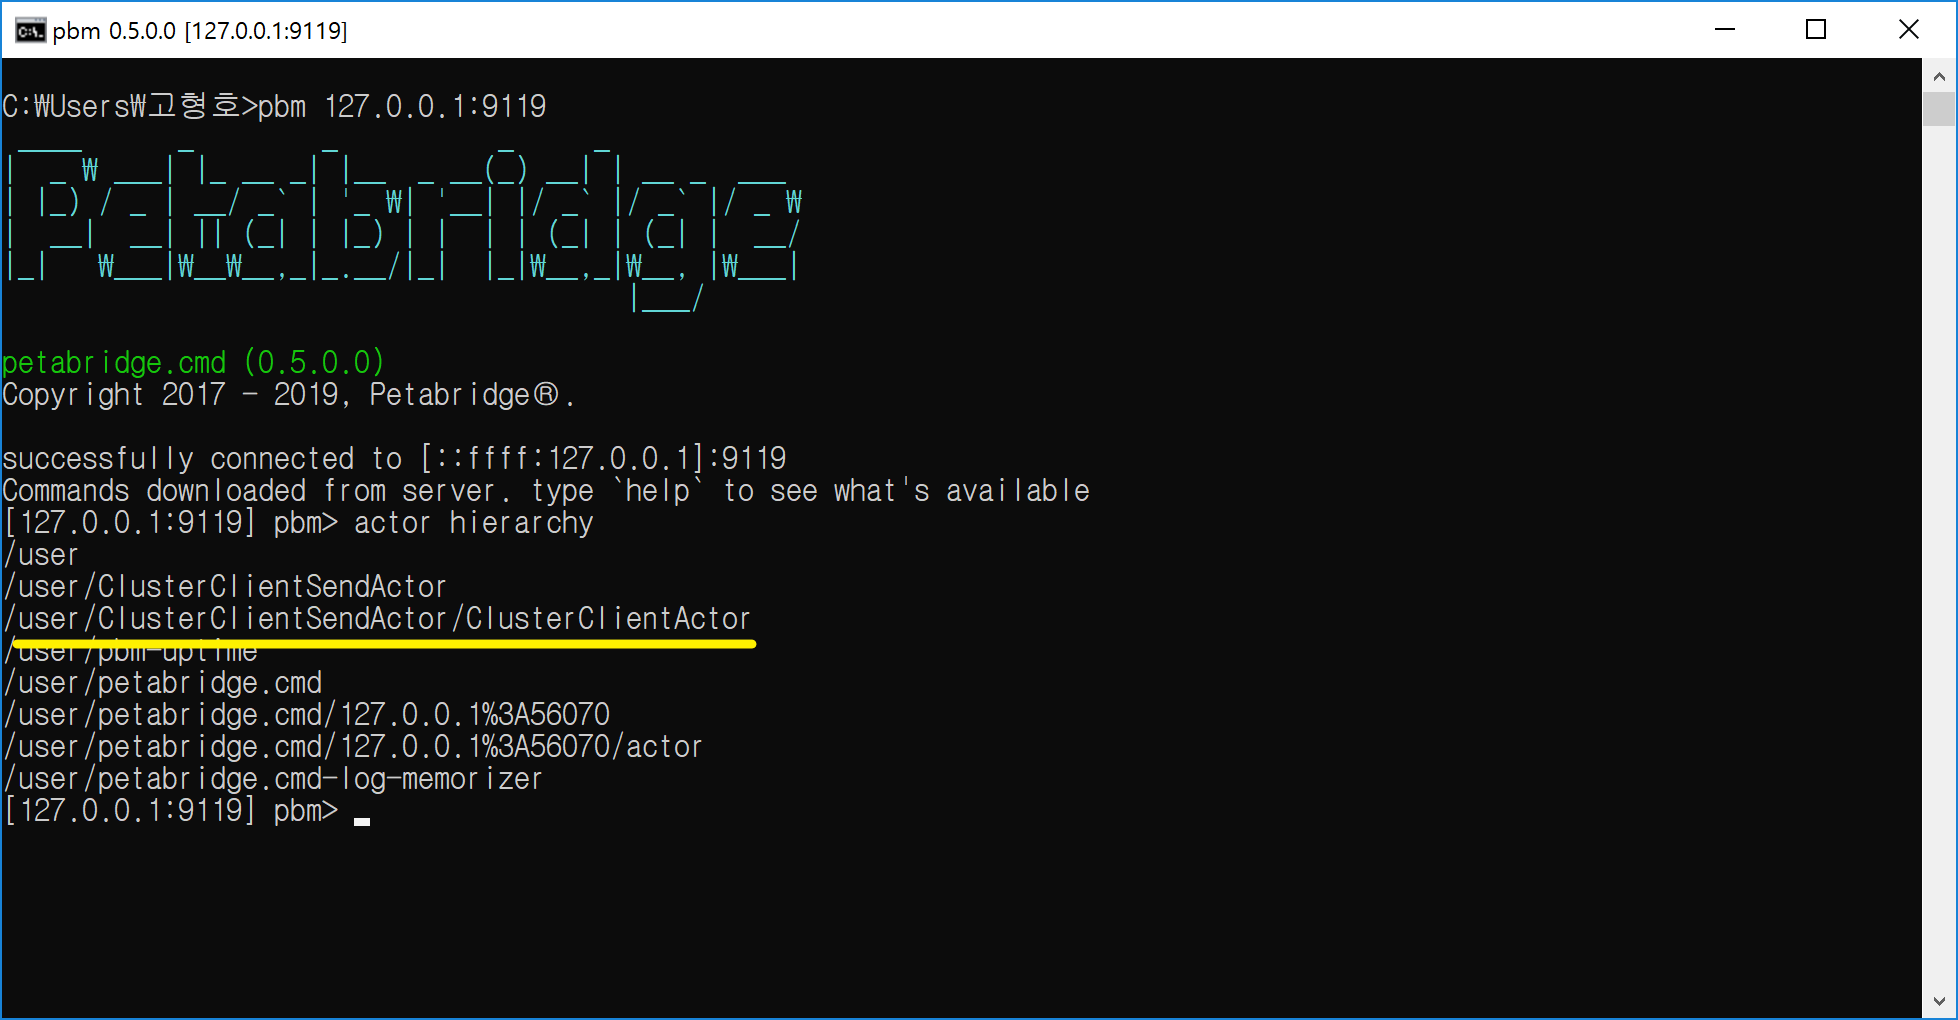 pbm 0.5.0.0 [127.0.0.1:9119]
C:₩Users₩고형호>pbm 127.0.0.1:9119
Petabridge
petabridge.cmd (0.5.0.0)
Copyright 2017 - 2019, Petabridge®.
successfully connected to [::ffff:127.0.0.1]:9119
Commands downloaded from server. type `help` to see what's available
[127.0.0.1:9119] pbm> actor hierarchy
/user
/user/ClusterClientSendActor
/user/ClusterClientSendActor/ClusterClientActor
/user/pbm-uptime
/user/petabridge.cmd
/user/petabridge.cmd/127.0.0.1%3A56070
/user/petabridge.cmd/127.0.0.1%3A56070/actor
/user/petabridge.cmd-log-memorizer
[127.0.0.1:9119] pbm>